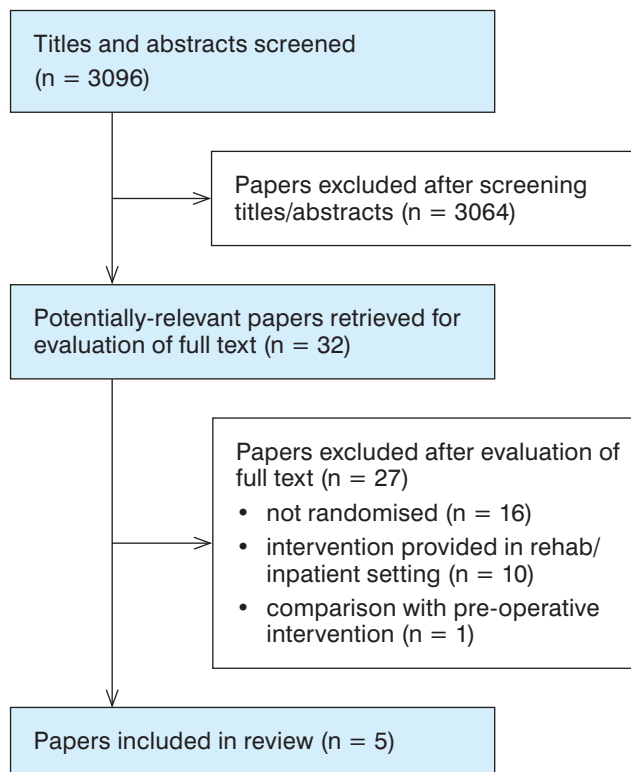 Titles and abstracts screened
(n = 3096)
Papers excluded after screening
titles/abstracts (n = 3064)
Potentially-relevant papers retrieved for
evaluation of full text (n = 32)
Papers excluded after evaluation of
full text (n = 27)
• not randomised (n = 16)
• intervention provided in rehab/
inpatient setting (n = 10)
• comparison with pre-operative
intervention (n = 1)
Papers included in review (n = 5)